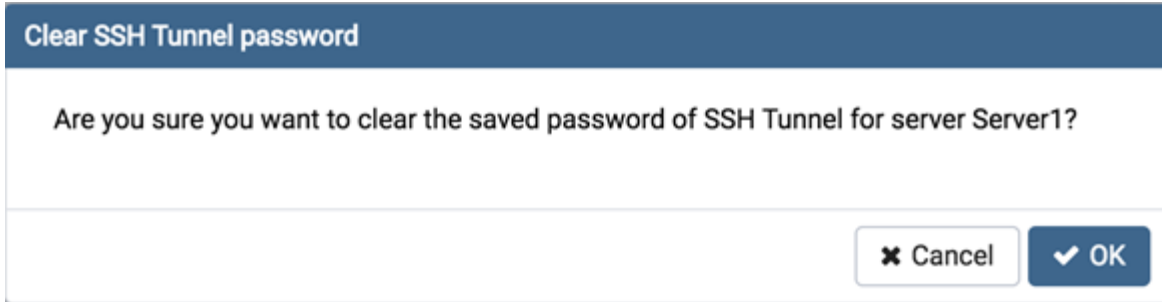 Clear SSH Tunnel password
Are you sure you want to clear the saved password of SSH Tunnel for server Server1?
Cancel
OK